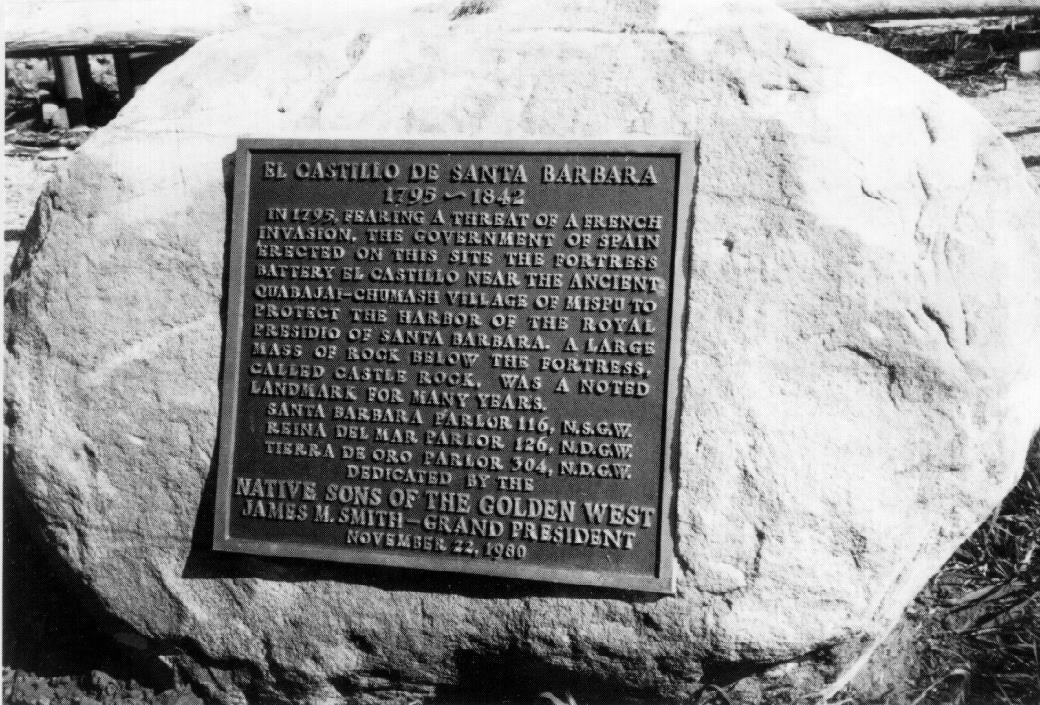 EL CASTILLO DE SANTA BARBARA
1795 ~ 1842
IN 1795, FEARING A THREAT OF A FRENCH
INVASION, THE GOVERNMENT OF SPAIN
ERECTED ON THIS SITE THE FORTRESS
BATTERY EL CASTILLO NEAR THE ANCIENT
QUABAJAI-CHUMASH VILLAGE OF MISPU TO
PROTECT THE HARBOR OF THE ROYAL
PRESIDIO OF SANTA BARBARA. A LARGE
MASS OF ROCK BELOW THE FORTRESS,
CALLED CASTLE ROCK, WAS A NOTED
LANDMARK FOR MANY YEARS.
SANTA BARBARA PARLOR 116, N.S.G.W.
REINA DEL MAR PARLOR 126, N.D.G.W.
TIERRA DE ORO PARLOR 304, N.D.G.W.
DEDICATED BY THE
NATIVE SONS OF THE GOLDEN WEST
JAMES M. SMITH – GRAND PRESIDENT
NOVEMBER 22, 1980